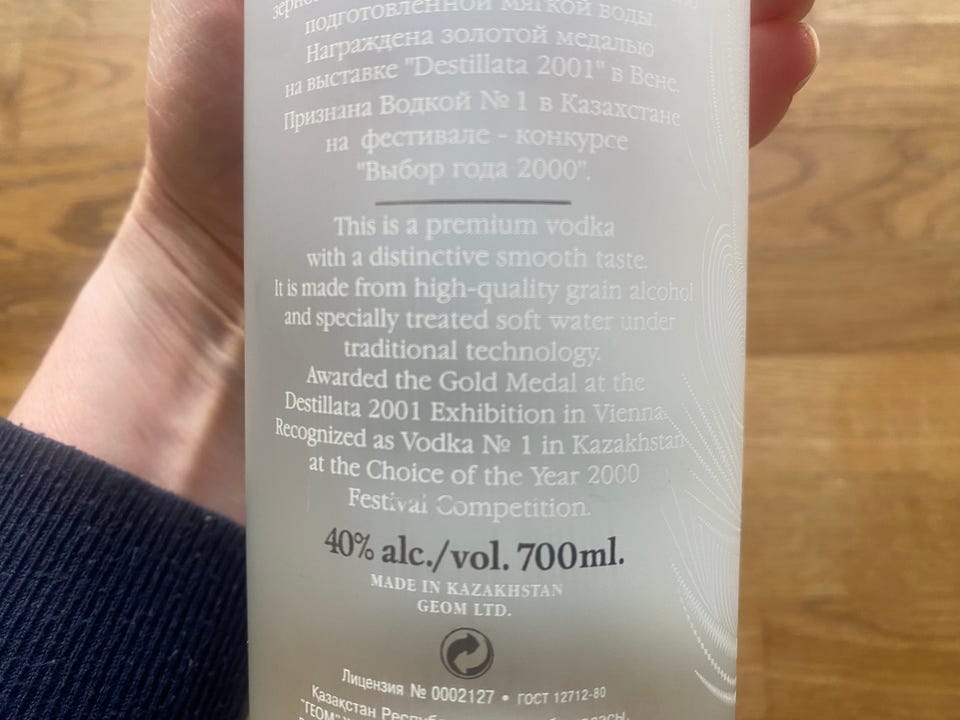 подготовленной мягкой воды.
Награждена золотой медалью
на выставке "Destillata 2001" в Вене.
Признана Водкой № 1 в Казахстане
на фестивале - конкурсе
"Выбор года 2000".
This is a premium vodka
with a distinctive smooth taste.
It is made from high-quality grain alcohol
and specially treated soft water under
traditional technology.
Awarded the Gold Medal at the
Destillata 2001 Exhibition in Vienna.
Recognized as Vodka № 1 in Kazakhstan
at the Choice of the Year 2000
Festival Competition.
40% alc./vol. 700ml.
MADE IN KAZAKHSTAN
GEOM LTD.
Лицензия № 0002127 • ГОСТ 12712-80
Қазақстан
"ГЕОМ"